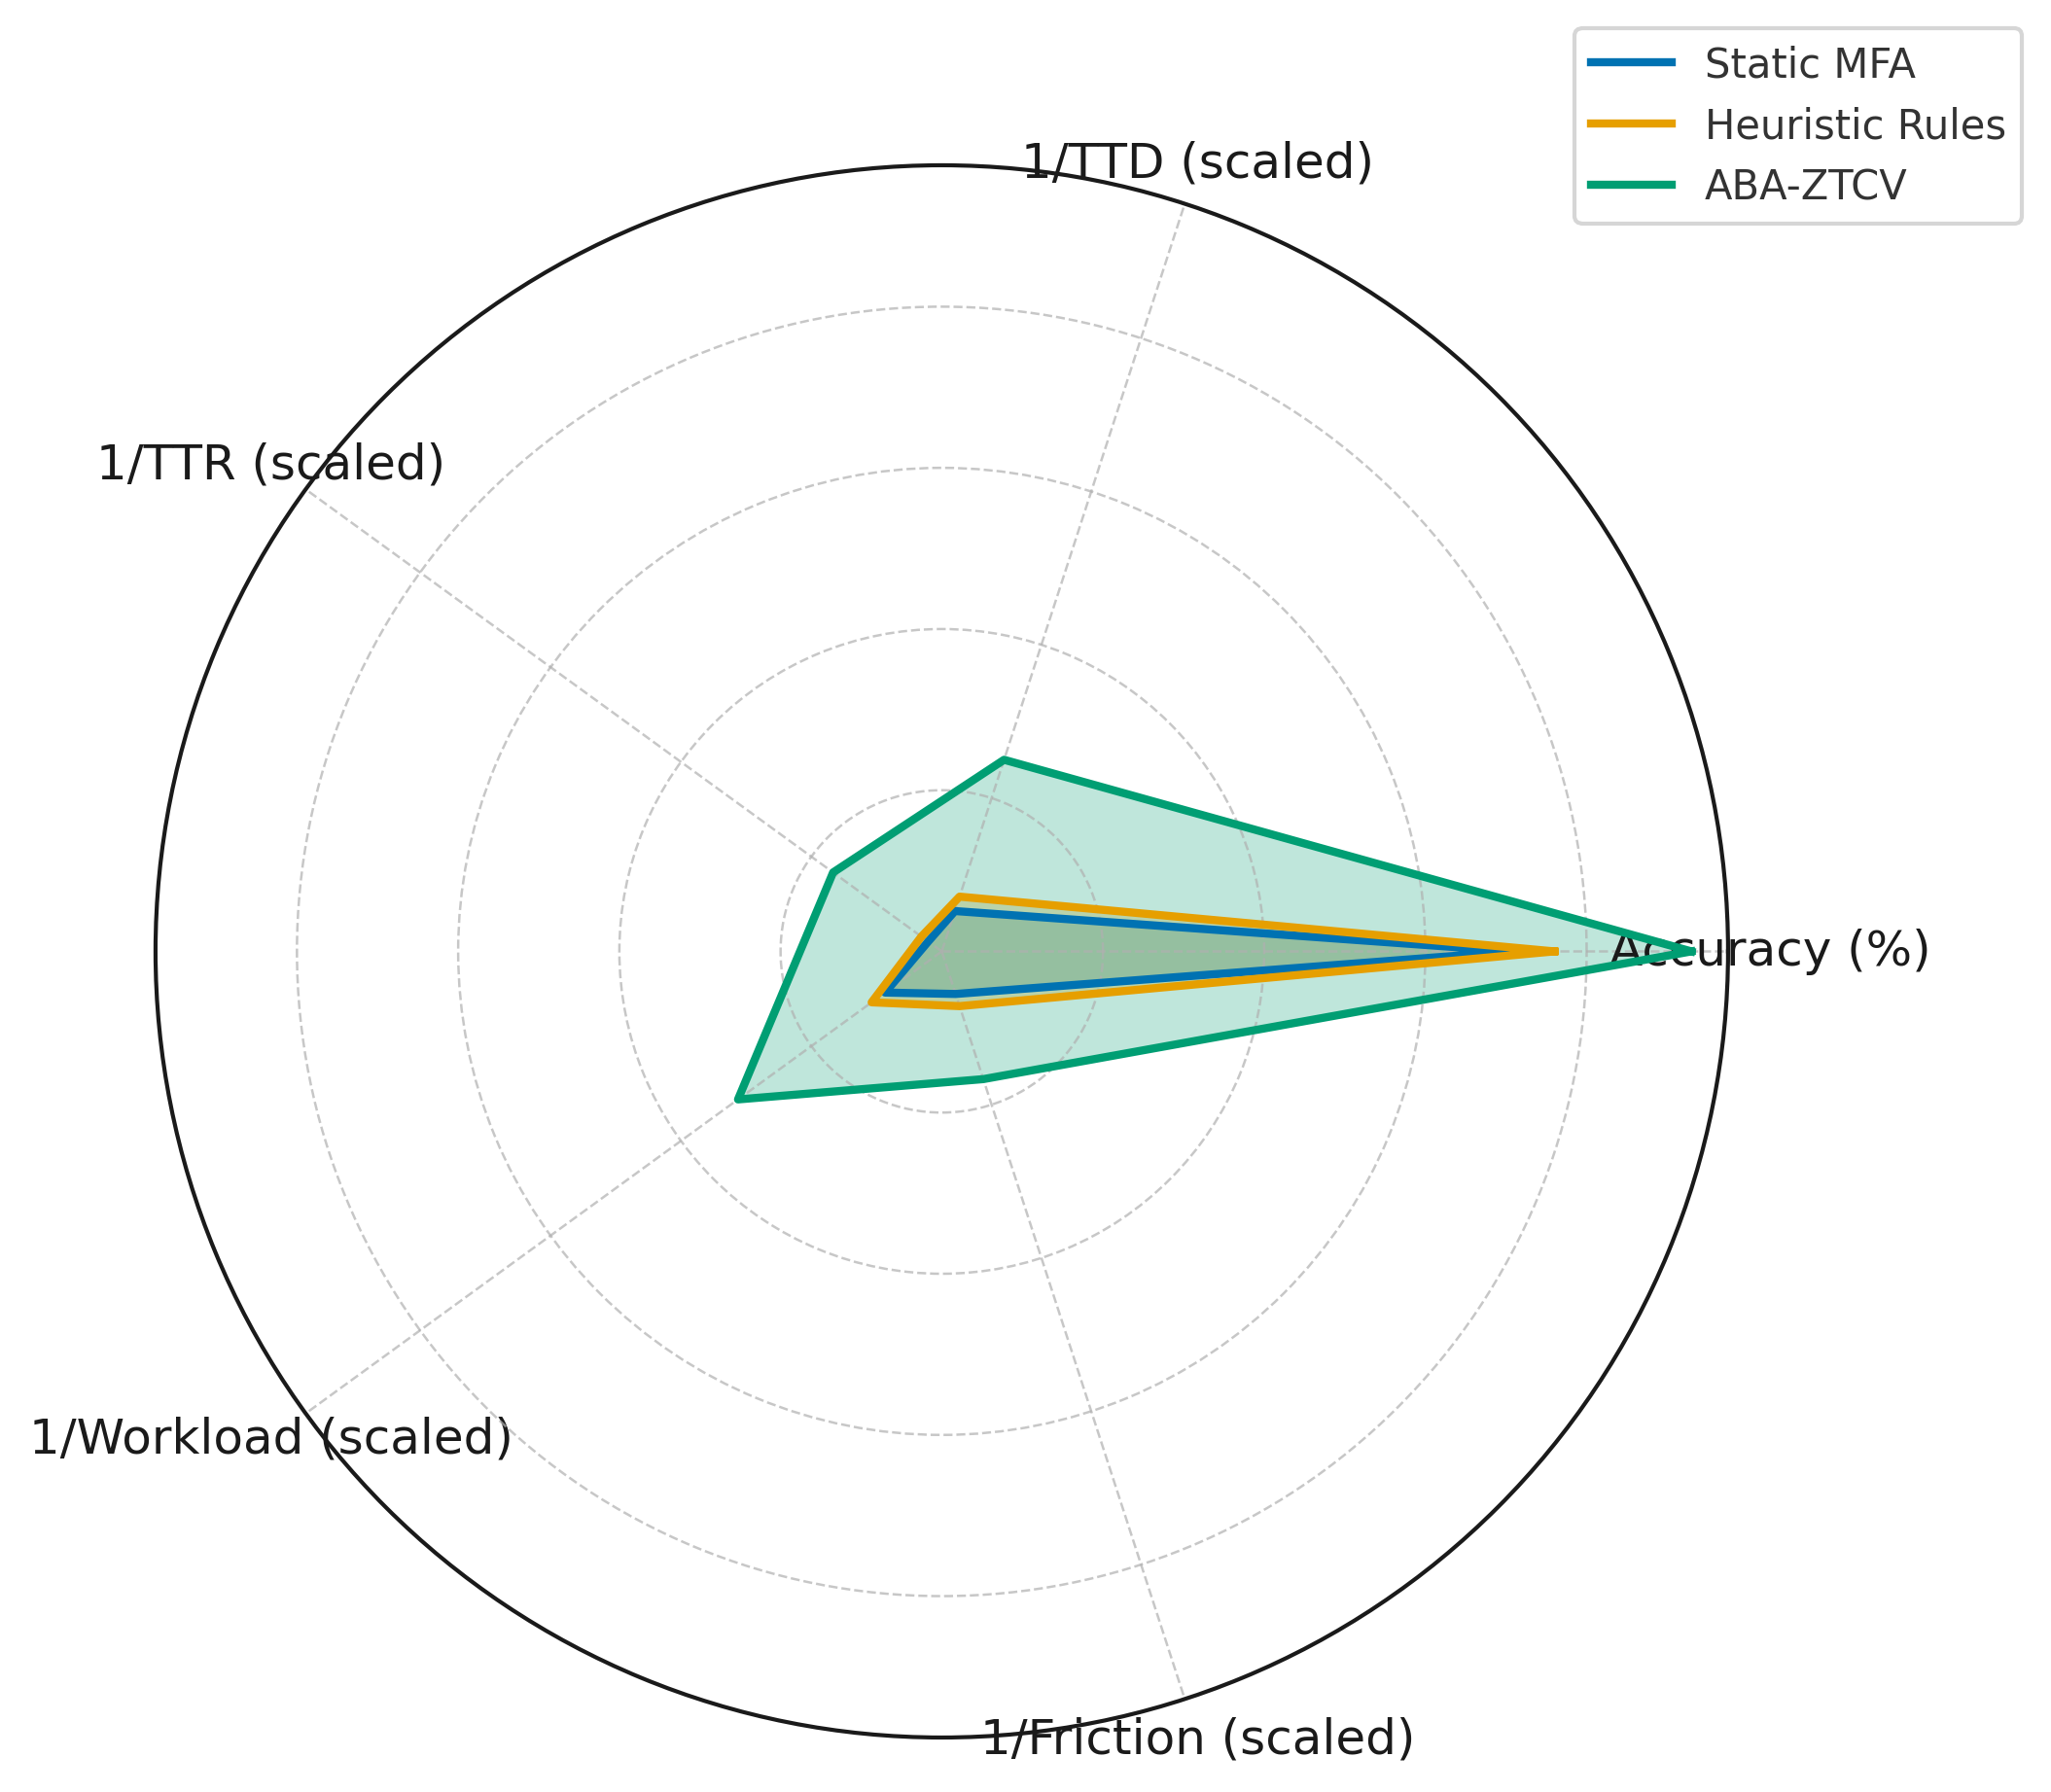 Static MFA
Heuristic Rules
ABA-ZTCV
1/TTD (scaled)
1/TTR (scaled)
Accuracy (%)
1/Workload (scaled)
1/Friction (scaled)